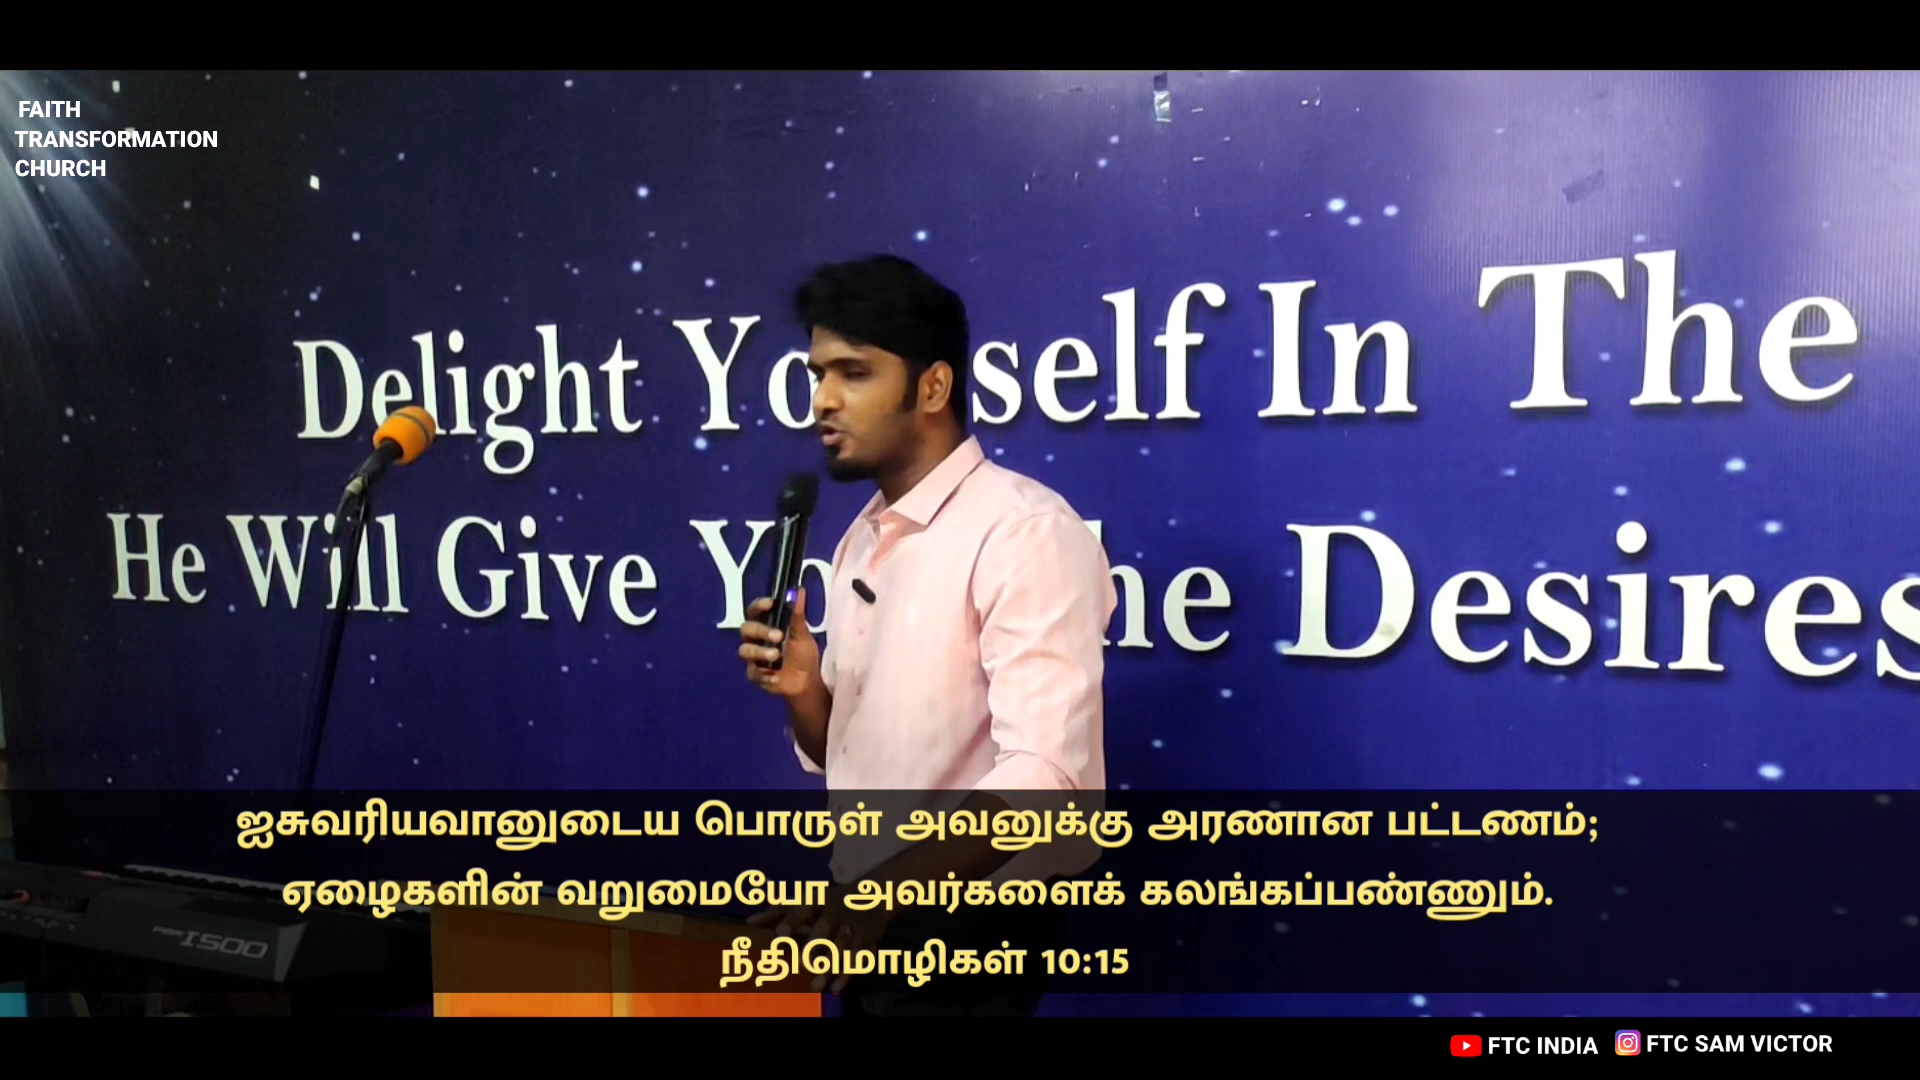 FAITH
TRANSFORMATION
CHURCH
Delight Yo self In The
He Will Give Yo he Desires
ஐசுவரியவானுடைய பொருள் அவனுக்கு அரணான பட்டணம்;
ஏழைகளின் வறுமையோ அவர்களைக் கலங்கப்பண்ணும்.
நீதிமொழிகள் 10:15
I500
FTC INDIA FTC SAM VICTOR